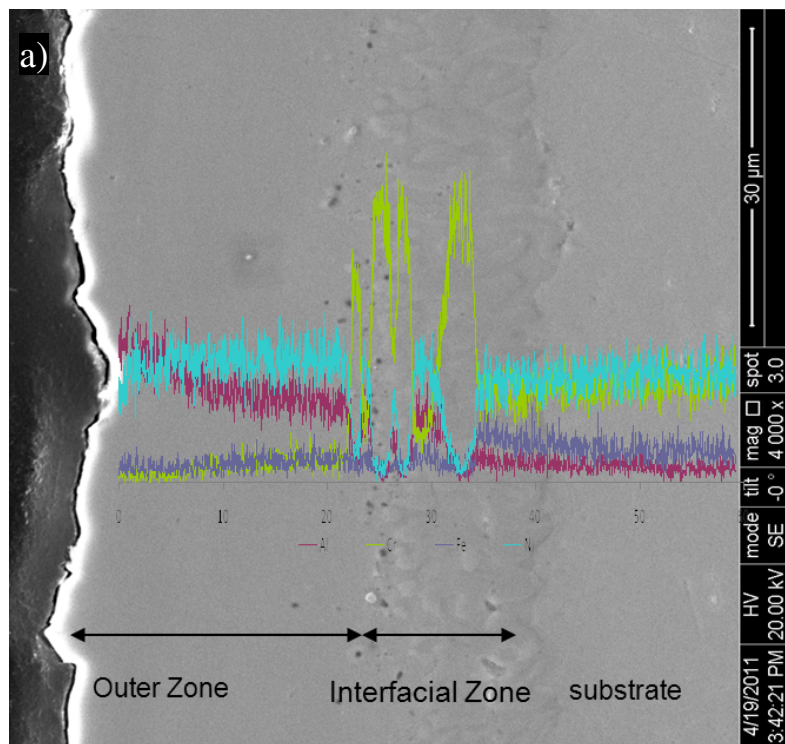 a)
0 10 20 30 40 50
Al Cr Fe Ni
Outer Zone Interfacial Zone substrate
4/19/2011 HV mode tilt mag □ spot 30 µm
3:42:21 PM 20.00 kV SE -0 ° 4 000 x 3.0